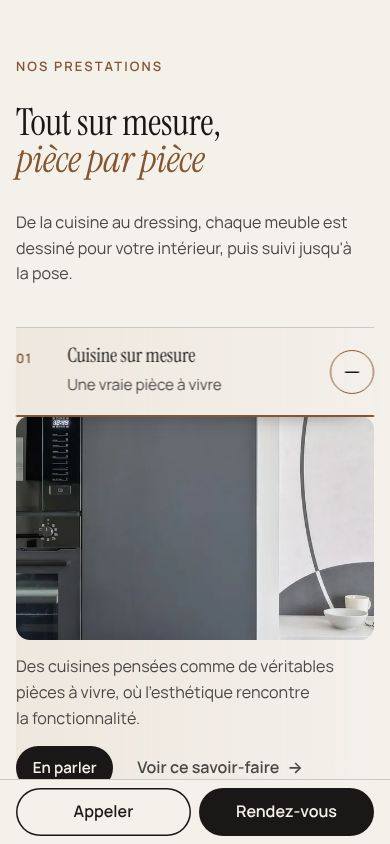 NOS PRESTATIONS
Tout sur mesure,
pièce par pièce
De la cuisine au dressing, chaque meuble est
dessiné pour votre intérieur, puis suivi jusqu'à
la pose.
01
Cuisine sur mesure
Une vraie pièce à vivre
Des cuisines pensées comme de véritables
pièces à vivre, où l'esthétique rencontre
la fonctionnalité.
En parler
Voir ce savoir-faire →
Appeler
Rendez-vous